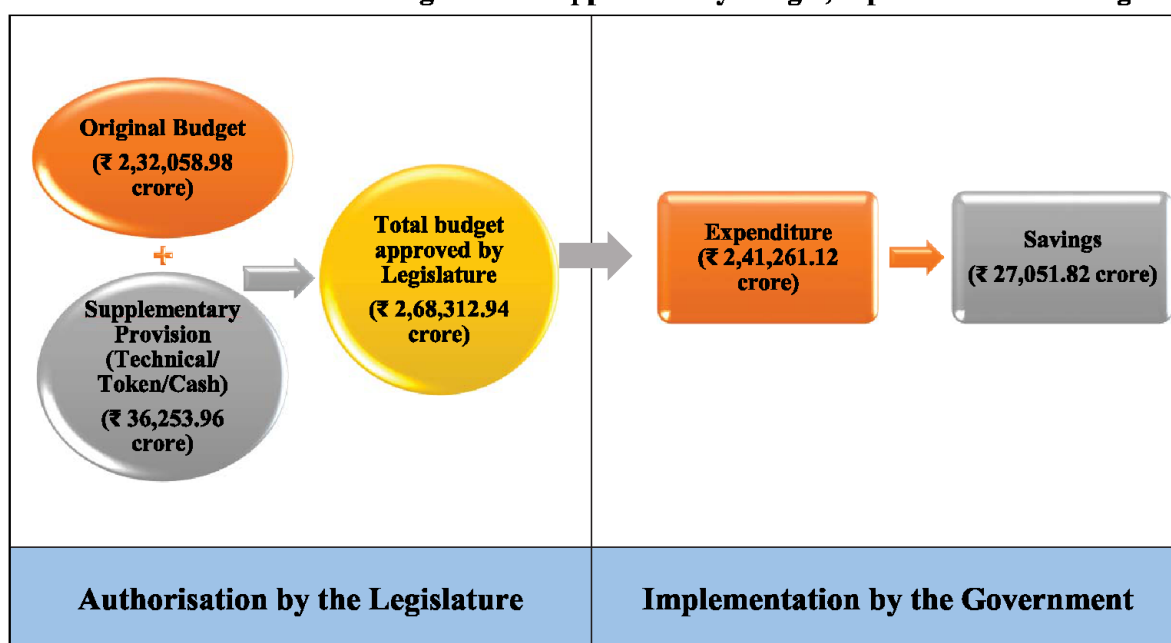 Original Budget
(₹ 2,32,058.98
crore)
+
Supplementary
Provision
(Technical/
Token/Cash)
(₹ 36,253.96
crore)
Total budget
approved by
Legislature
(₹ 2,68,312.94
crore)
Expenditure
(₹ 2,41,261.12
crore)
Savings
(₹ 27,051.82 crore)
Authorisation by the Legislature
Implementation by the Government